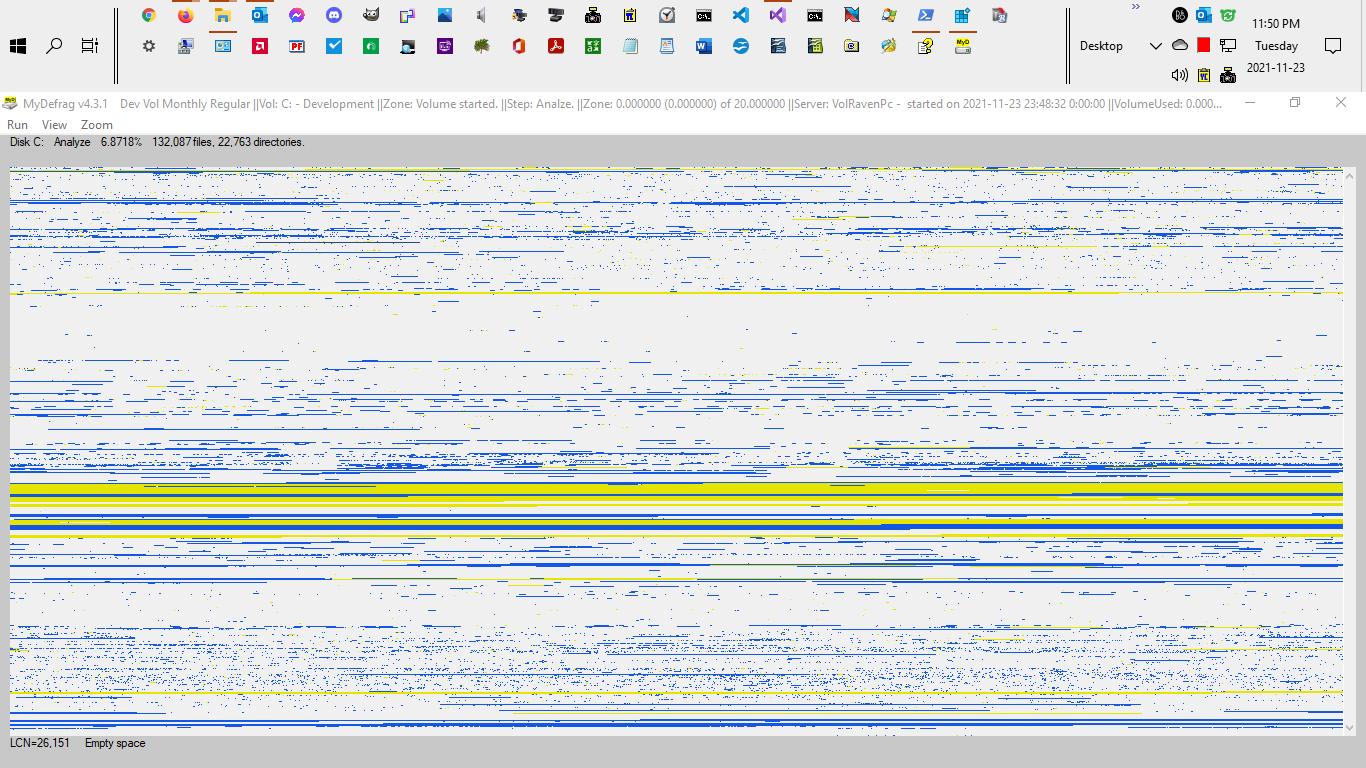 11:50 PM
Desktop
Tuesday
2021-11-23
MyDefrag v4.3.1 Dev Vol Monthly Regular ||Vol: C: - Development ||Zone: Volume started. ||Step: Analze. ||Zone: 0.000000 (0.000000) of 20.000000 ||Server: VolRavenPc - started on 2021-11-23 23:48:32 0:00:00 ||VolumeUsed: 0.000...
Run View Zoom
Disk C: Analyze 6.8718% 132,087 files, 22,763 directories.
LCN=26,151 Empty space